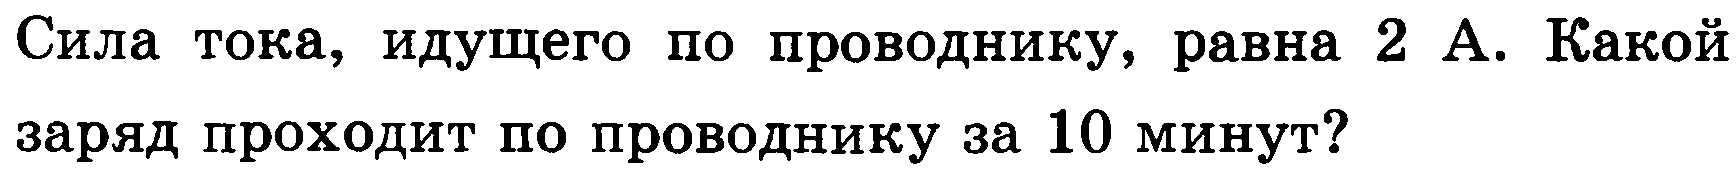 Сила тока, идущего по проводнику, равна 2 А. Какой
заряд проходит по проводнику за 10 минут?